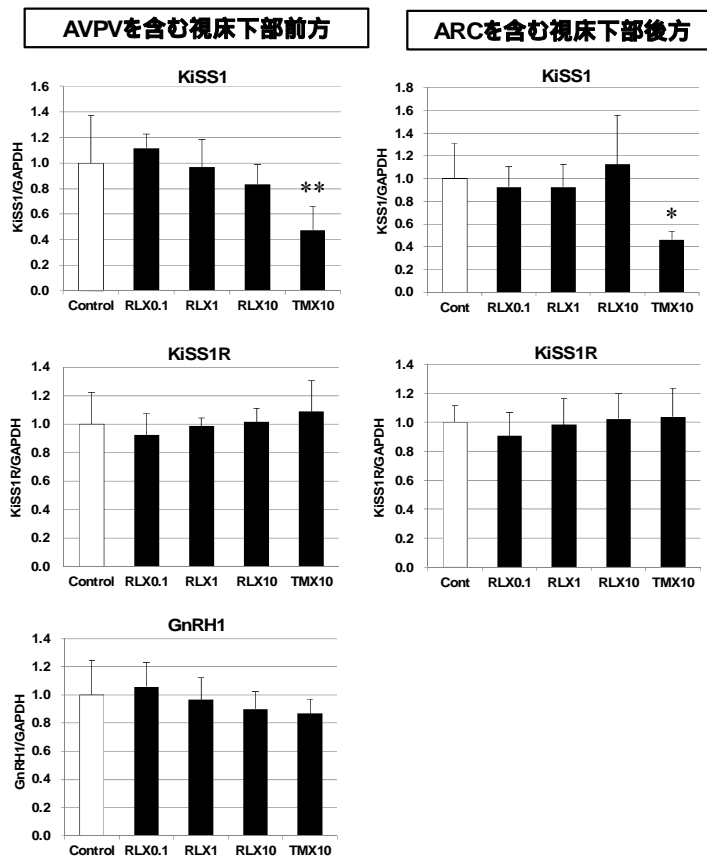 AVPVを含む視床下部前方
KiSS1
KiSS1/GAPDH
1.6
1.4
1.2
1.0
0.8
0.6
0.4
0.2
0.0
**
Control RLX0.1 RLX1 RLX10 TMX10
KiSS1R
KiSS1R/GAPDH
1.4
1.2
1.0
0.8
0.6
0.4
0.2
0.0
Control RLX0.1 RLX1 RLX10 TMX10
GnRH1
GnRH1/GAPDH
1.4
1.2
1.0
0.8
0.6
0.4
0.2
0.0
Control RLX0.1 RLX1 RLX10 TMX10
ARCを含む視床下部後方
KiSS1
KSS1/GAPDH
1.8
1.6
1.4
1.2
1.0
0.8
0.6
0.4
0.2
0.0
*
Cont RLX0.1 RLX1 RLX10 TMX10
KiSS1R
KiSS1R/GAPDH
1.4
1.2
1.0
0.8
0.6
0.4
0.2
0.0
Cont RLX0.1 RLX1 RLX10 TMX10